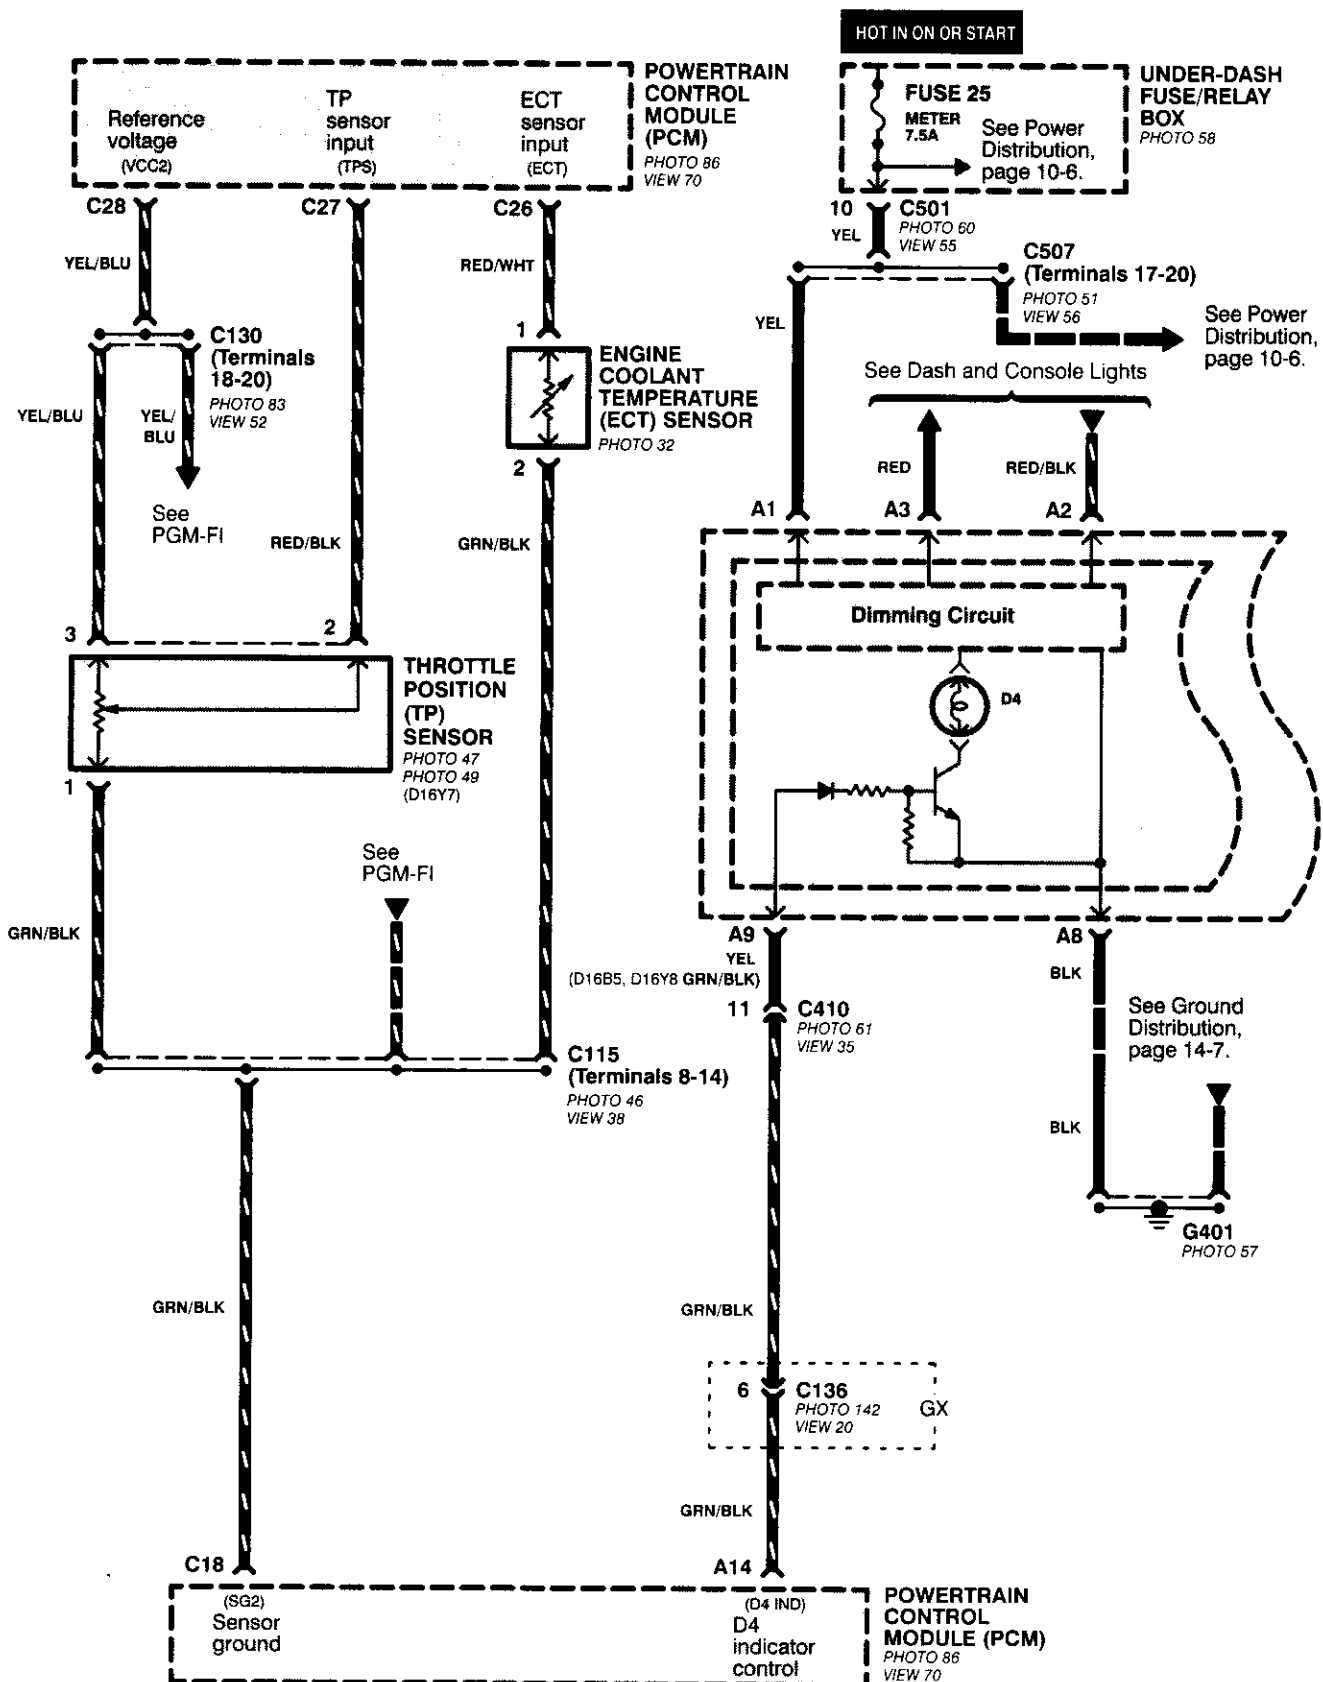 HOT IN ON OR START
POWERTRAIN
CONTROL
MODULE
(PCM)
PHOTO 86
VIEW 70
Reference
voltage
(VCC2)
TP
sensor
input
(TPS)
ECT
sensor
input
(ECT)
FUSE 25
METER
7.5A
See Power
Distribution,
page 10-6.
UNDER-DASH
FUSE/RELAY
BOX
PHOTO 58
C28
C27
C26
10
C501
PHOTO 60
VIEW 55
YEL
YEL/BLU
RED/WHT
C507
(Terminals 17-20)
PHOTO 51
VIEW 56
YEL
See Power
Distribution,
page 10-6.
C130
(Terminals
18-20)
PHOTO 83
VIEW 52
1
ENGINE
COOLANT
TEMPERATURE
(ECT) SENSOR
PHOTO 32
See Dash and Console Lights
YEL/BLU
YEL/
BLU
2
RED
RED/BLK
See
PGM-FI
RED/BLK
GRN/BLK
A1
A3
A2
Dimming Circuit
3
2
THROTTLE
POSITION
(TP)
SENSOR
PHOTO 47
PHOTO 49
(D16Y7)
D4
1
See
PGM-FI
GRN/BLK
A9
YEL
(D16B5, D16Y8 GRN/BLK)
A8
BLK
11
C410
PHOTO 61
VIEW 35
See Ground
Distribution,
page 14-7.
C115
(Terminals 8-14)
PHOTO 46
VIEW 38
BLK
G401
PHOTO 57
GRN/BLK
GRN/BLK
6
C136
PHOTO 142
VIEW 20
GX
GRN/BLK
C18
A14
(SG2)
Sensor
ground
(D4 IND)
D4
indicator
control
POWERTRAIN
CONTROL
MODULE (PCM)
PHOTO 86
VIEW 70